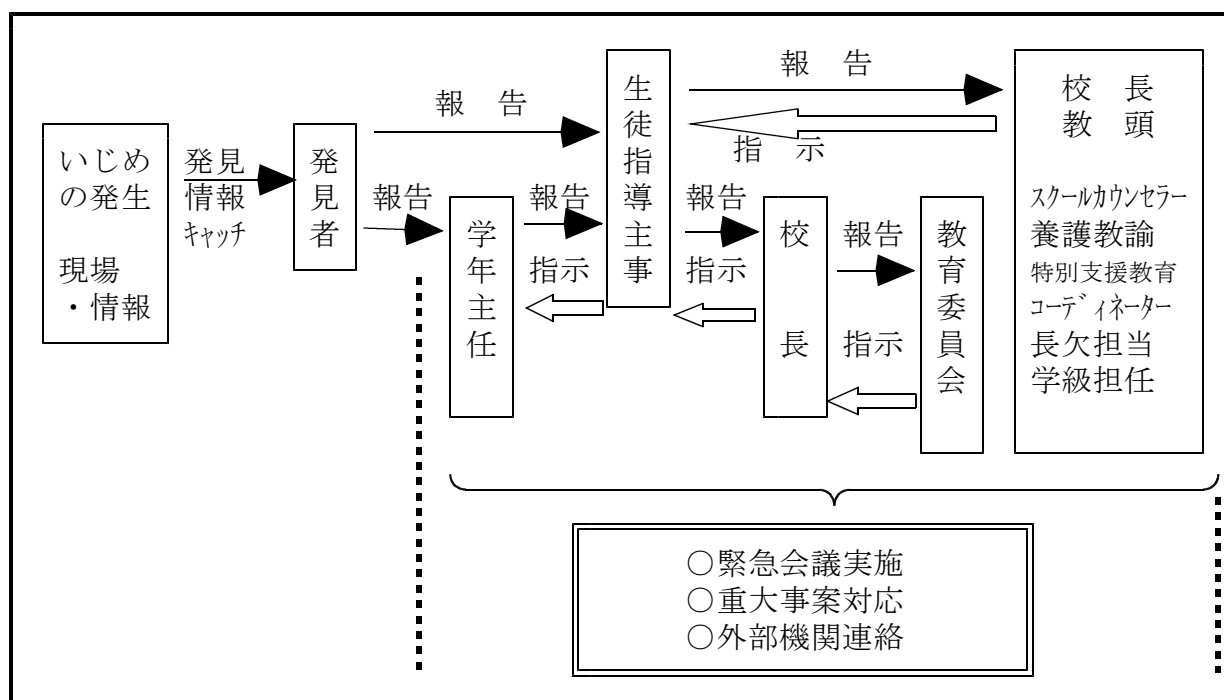 いじめ
の発生
現場
・情報
発見
情報
キャッチ
発見者
報　告
報告
学年主任
報告
指示
生徒指導主事
報　告
指　示
報告
指示
校長
報告
指示
教育委員会
校　長
教　頭
スクールカウンセラー
養護教諭
特別支援教育
コーディネーター
長欠担当
学級担任
○緊急会議実施
○重大事案対応
○外部機関連絡